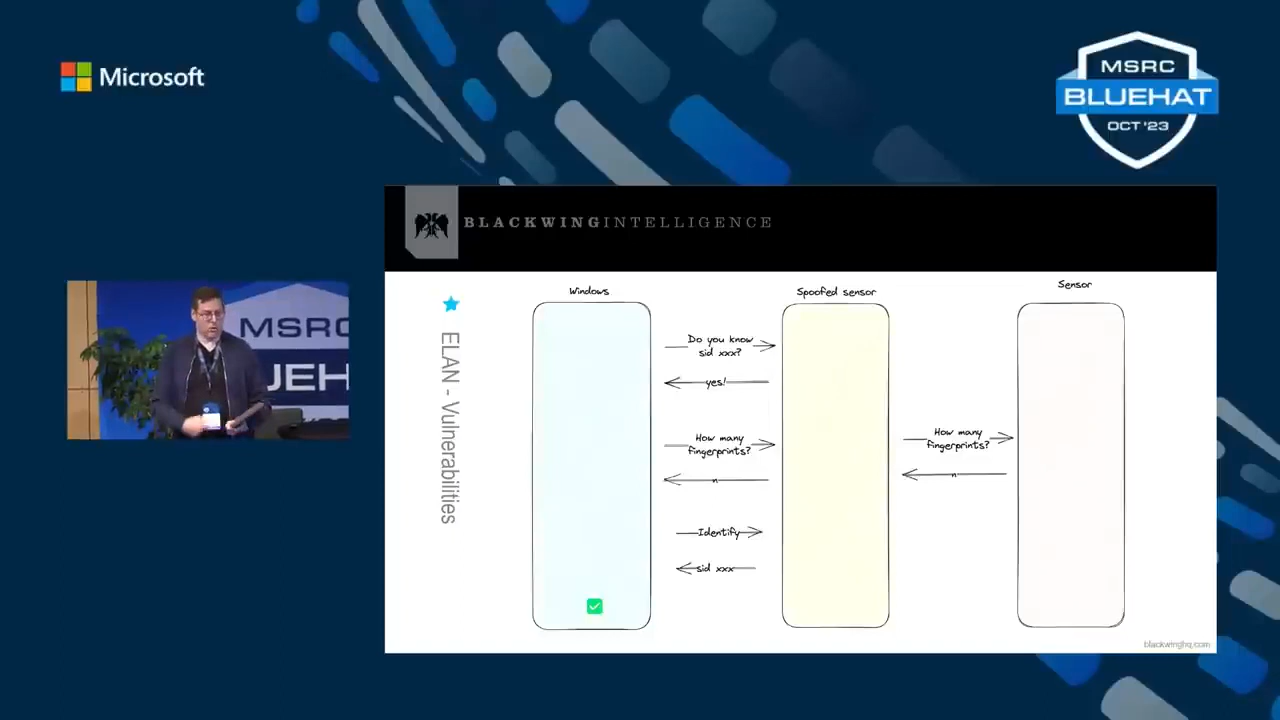 Microsoft
MSRC
BLUEHAT
OCT '23
BLACKWINGINTELLIGENCE
MSRC
UEH
ELAN - Vulnerabilities
Windows
Spoofed sensor
Sensor
Do you know
sid xxx?
yes!
How many
fingerprints?
n
How many
fingerprints?
n
Identify
sid xxx
blackwinghq.com